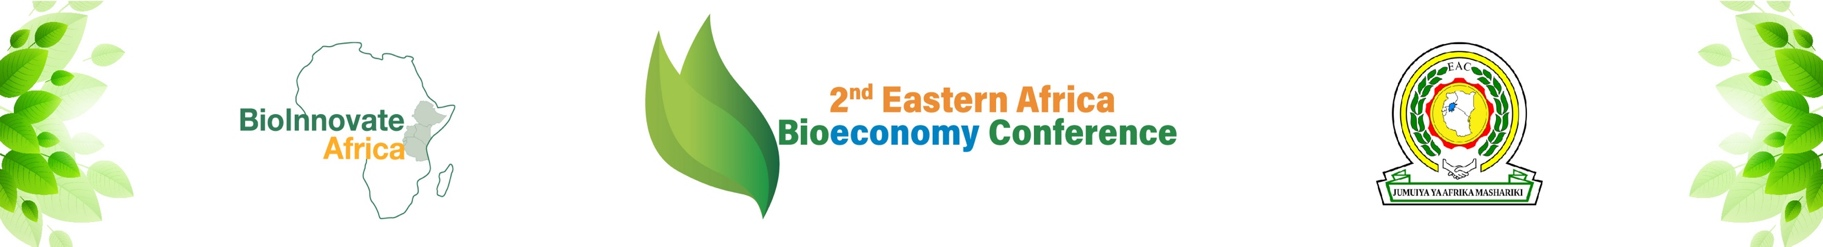 BioInnovate
Africa
2nd Eastern Africa
Bioeconomy Conference
EAC
JUMUIYA YA AFRIKA MASHARIKI